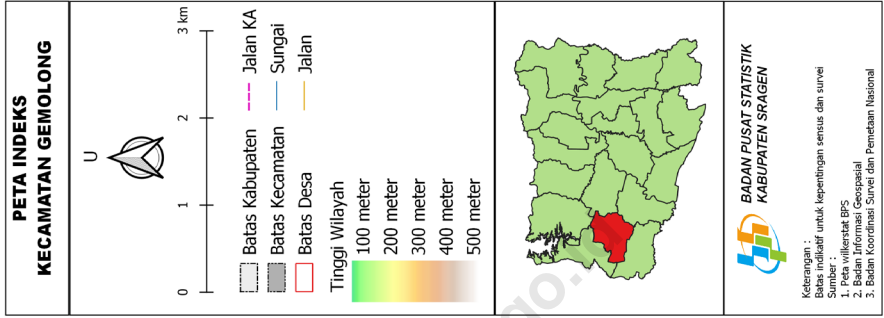 PETA INDEKS
KECAMATAN GEMOLONG
U
0 1 2 3 km
Batas Kabupaten
Batas Kecamatan
Batas Desa
Jalan KA
Sungai
Jalan
Tinggi Wilayah
100 meter
200 meter
300 meter
400 meter
500 meter
BADAN PUSAT STATISTIK
KABUPATEN SRAGEN
Keterangan :
Batas indikatif untuk kepentingan sensus dan survei
Sumber :
1. Peta wilkerstat BPS
2. Badan Informasi Geospasial
3. Badan Koordinasi Survei dan Pemetaan Nasional
go.id